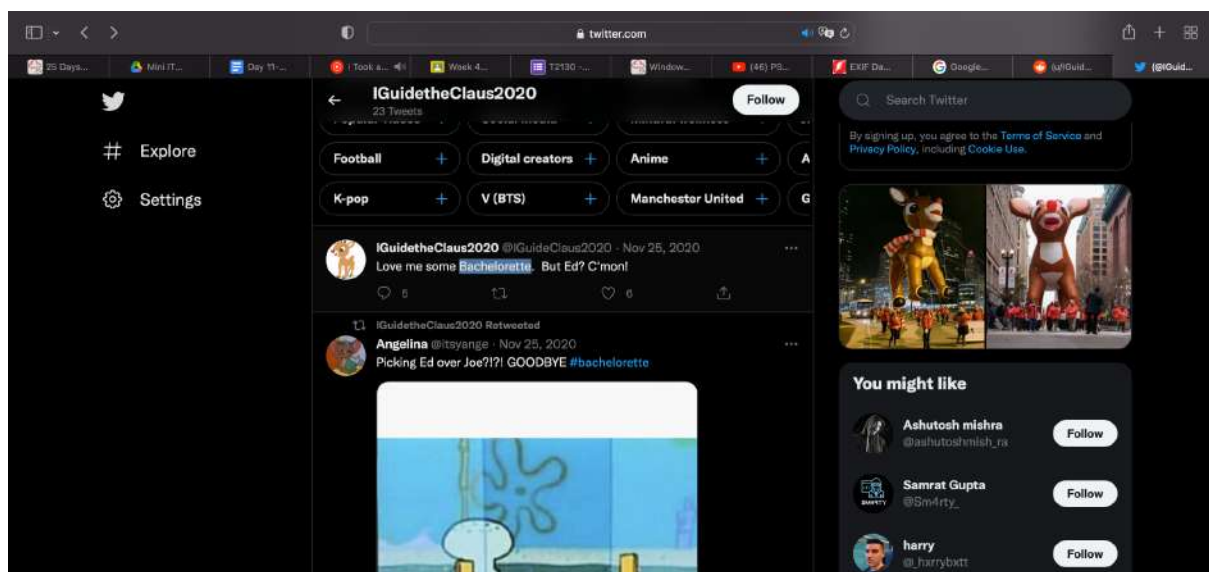 twitter.com
25 Days...
Mini IT...
Day 11-...
I Took a...
Week 4...
T2130 -...
Window...
(46) PS...
EXIF Da...
Google...
(u/IGuid...
(@IGuid...
Explore
Settings
IGuidetheClaus2020
23 Tweets
Follow
Football +
Digital creators +
Anime +
A
K-pop +
V (BTS) +
Manchester United +
G
IGuidetheClaus2020 @IGuideClaus2020 · Nov 25, 2020
Love me some Bachelorette. But Ed? C'mon!
5
6
IGuidetheClaus2020 Retweeted
Angelina @itsyange · Nov 25, 2020
Picking Ed over Joe?!?! GOODBYE #bachelorette
Search Twitter
By signing up, you agree to the Terms of Service and
Privacy Policy, including Cookie Use.
You might like
Ashutosh mishra
@ashutoshmish_ra
Follow
Samrat Gupta
@Sm4rty_
Follow
harry
@_hxrrybxtt
Follow